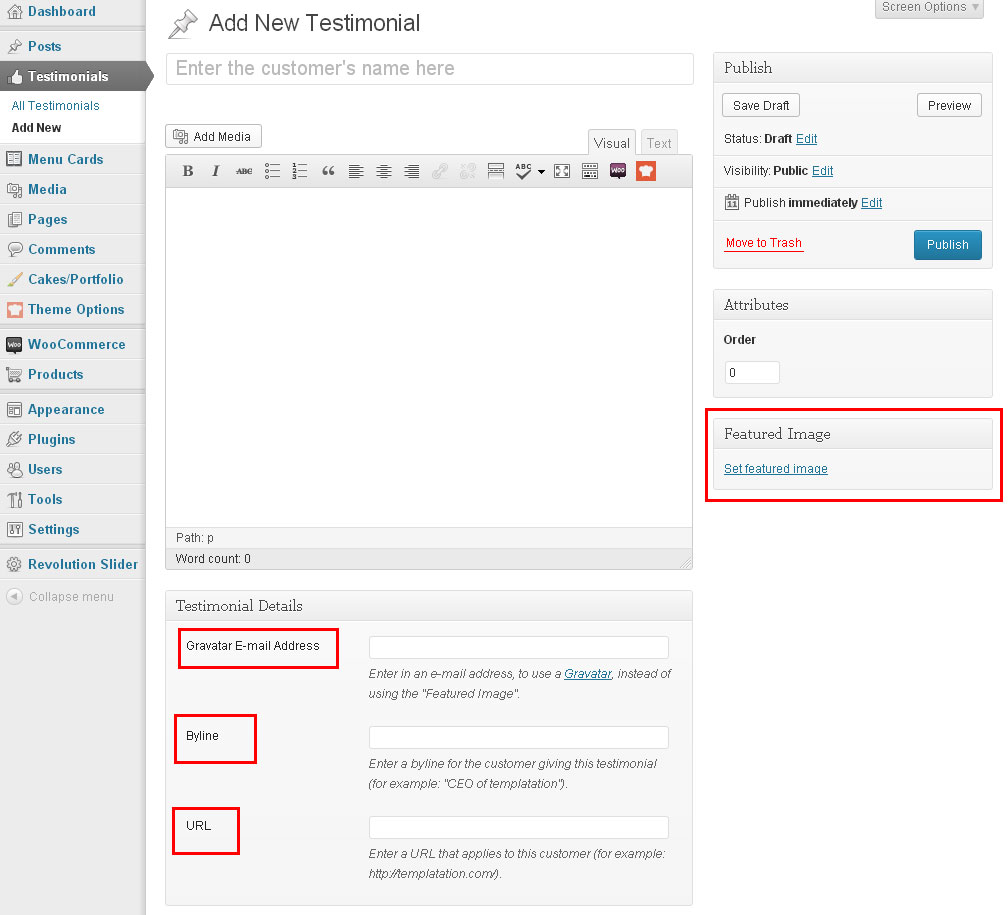 Dashboard
Posts
Testimonials
All Testimonials
Add New
Menu Cards
Media
Pages
Comments
Cakes/Portfolio
Theme Options
WooCommerce
Products
Appearance
Plugins
Users
Tools
Settings
Revolution Slider
Collapse menu
Screen Options
Add New Testimonial
Enter the customer's name here
Add Media
Visual Text
B I ABC ABC woo
Path: p
Word count: 0
Testimonial Details
Gravatar E-mail Address
Enter in an e-mail address, to use a Gravatar, instead of
using the "Featured Image".
Byline
Enter a byline for the customer giving this testimonial
(for example: "CEO of templatation").
URL
Enter a URL that applies to this customer (for example:
http://templatation.com/).
Publish
Save Draft Preview
Status: Draft Edit
Visibility: Public Edit
11 Publish immediately Edit
Move to Trash Publish
Attributes
Order
0
Featured Image
Set featured image